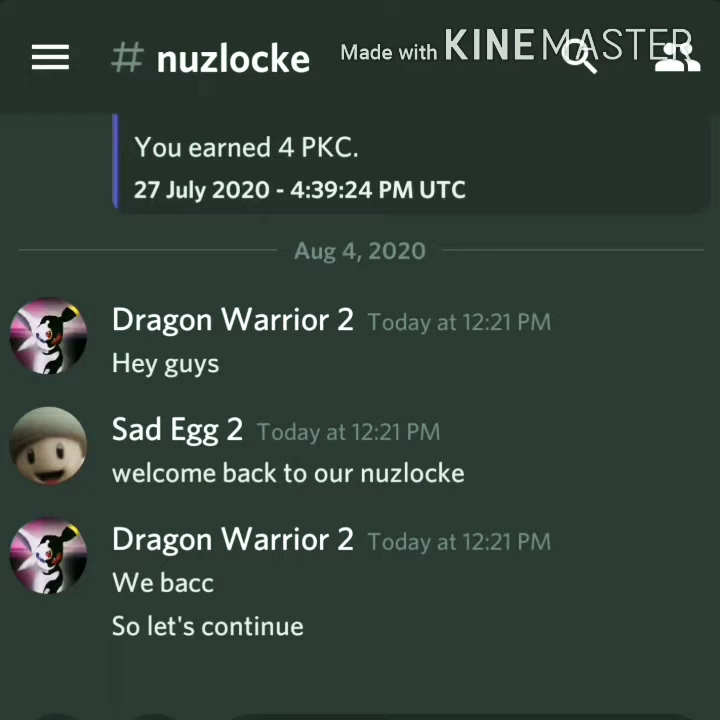 # nuzlocke
Made with KINEMASTER
You earned 4 PKC.
27 July 2020 - 4:39:24 PM UTC
Aug 4, 2020
Dragon Warrior 2 Today at 12:21 PM
Hey guys
Sad Egg 2 Today at 12:21 PM
welcome back to our nuzlocke
Dragon Warrior 2 Today at 12:21 PM
We bacc
So let's continue